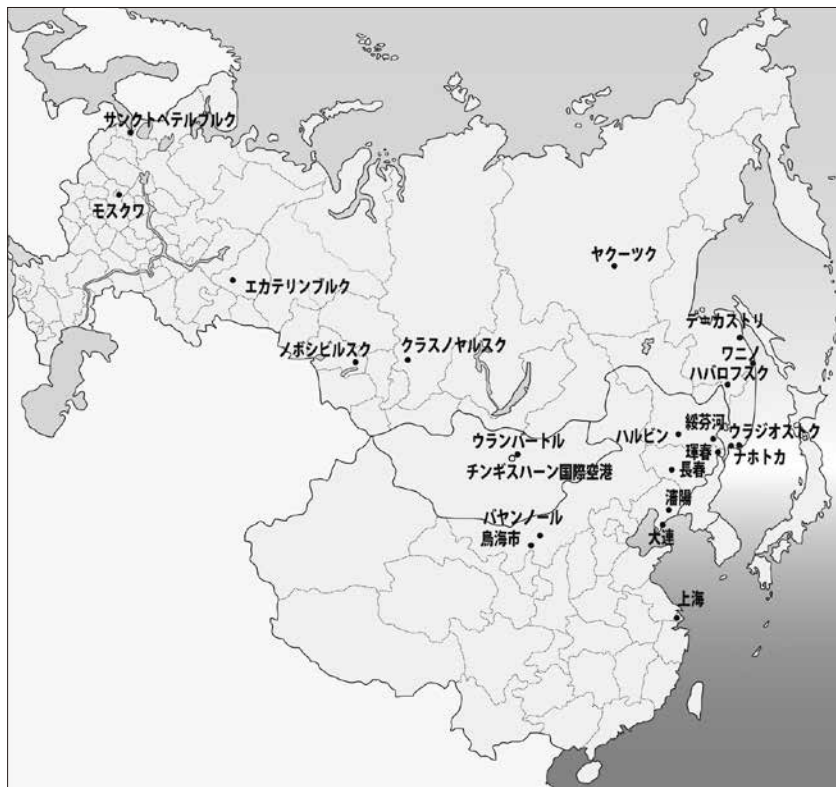 サンクトペテルブルク
モスクワ
エカテリンブルク
ヤクーツク
デーカストリ
ワニノ
ハバロフスク
ノボシビルスク
クラスノヤルスク
ウランバートル
チンギスハーン国際空港
ハルビン
綏芬河
ウラジオストク
ナホトカ
琿春
長春
瀋陽
大連
バヤンノール
烏海市
上海